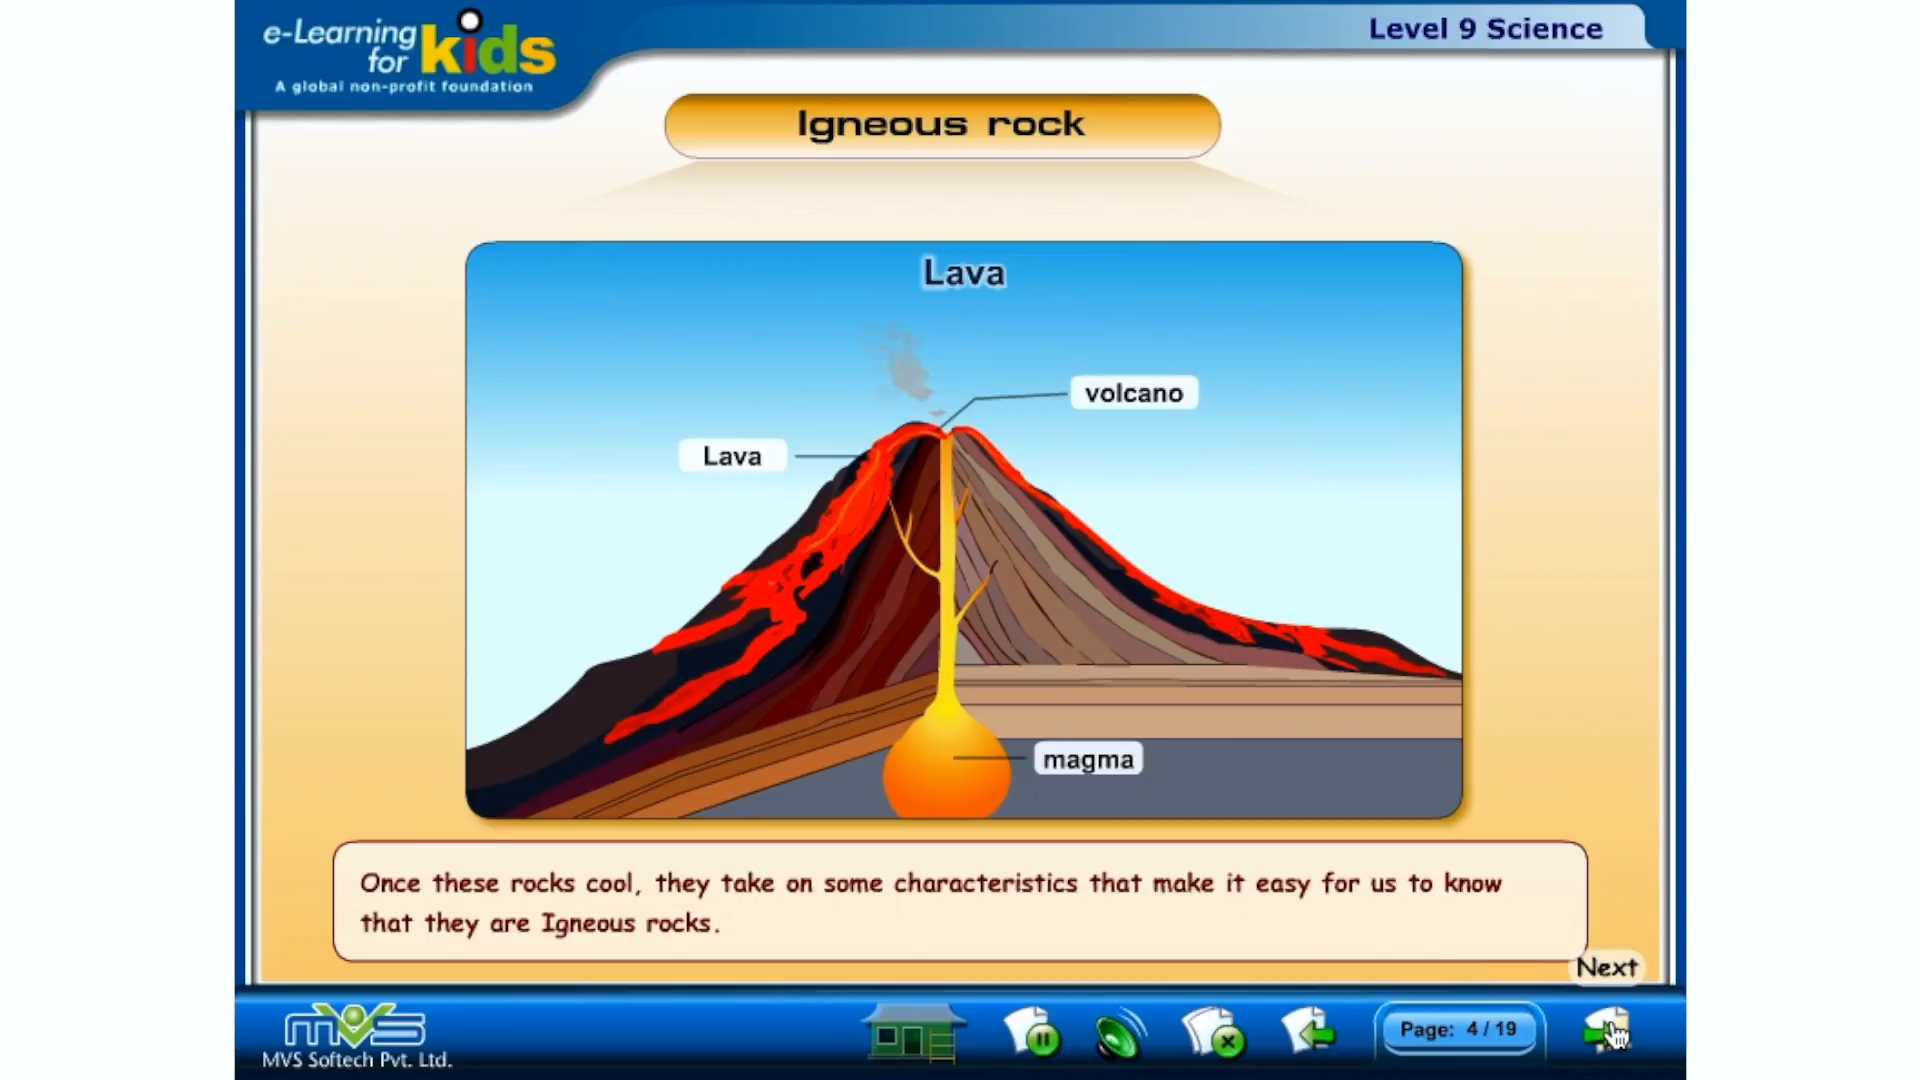 e-Learning
for kids
A global non-profit foundation
Level 9 Science
Igneous rock
Lava
volcano
Lava
magma
Once these rocks cool, they take on some characteristics that make it easy for us to know
that they are Igneous rocks.
Next
MVS
MVS Softech Pvt. Ltd.
Page: 4 / 19